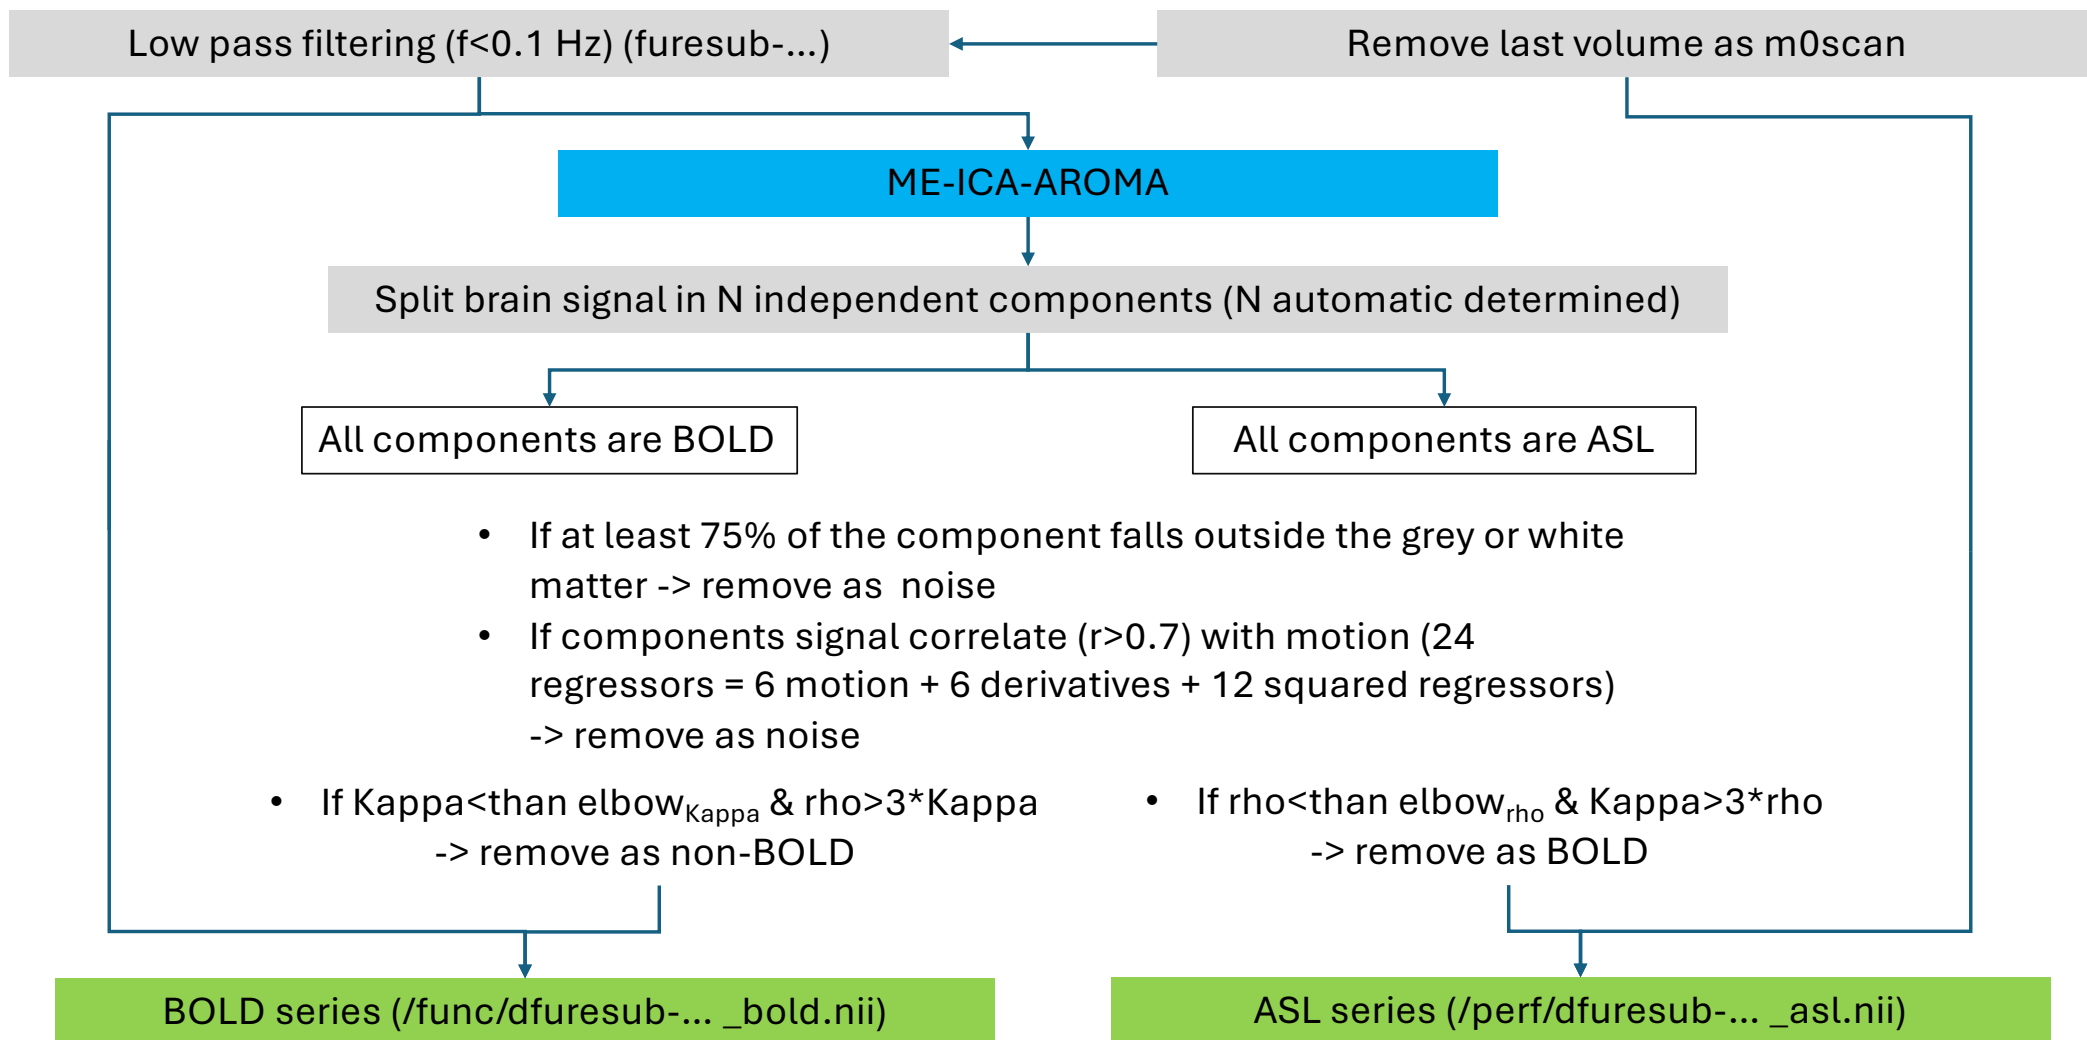 Low pass filtering (f<0.1 Hz) (furesub-...)
Remove last volume as m0scan
ME-ICA-AROMA
Split brain signal in N independent components (N automatic determined)
All components are BOLD
All components are ASL
• If at least 75% of the component falls outside the grey or white
matter -> remove as  noise
• If components signal correlate (r>0.7) with motion (24
regressors = 6 motion + 6 derivatives + 12 squared regressors)
-> remove as noise
• If Kappa<than elbowKappa & rho>3*Kappa
-> remove as non-BOLD
• If rho<than elbowrho & Kappa>3*rho
-> remove as BOLD
BOLD series (/func/dfuresub-... _bold.nii)
ASL series (/perf/dfuresub-... _asl.nii)